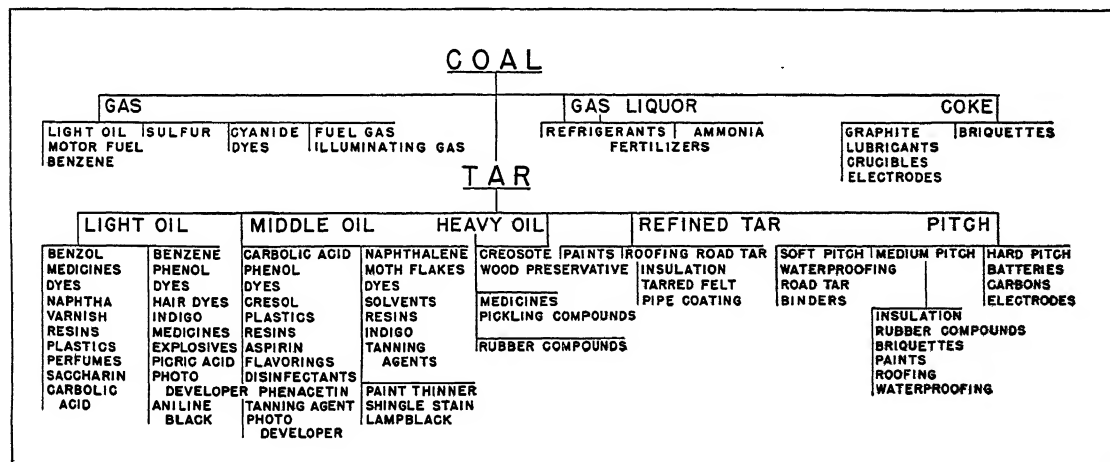 COAL
GAS
GAS LIQUOR
COKE
LIGHT OIL
MOTOR FUEL
BENZENE
SULFUR
CYANIDE
DYES
FUEL GAS
ILLUMINATING GAS
REFRIGERANTS
AMMONIA
FERTILIZERS
GRAPHITE
LUBRICANTS
CRUCIBLES
ELECTRODES
BRIQUETTES
TAR
LIGHT OIL
MIDDLE OIL
HEAVY OIL
REFINED TAR
PITCH
BENZOL
MEDICINES
DYES
NAPHTHA
VARNISH
RESINS
PLASTICS
PERFUMES
SACCHARIN
CARBOLIC
ACID
BENZENE
PHENOL
DYES
HAIR DYES
INDIGO
MEDICINES
EXPLOSIVES
PICRIC ACID
PHOTO
DEVELOPER
ANILINE
BLACK
CARBOLIC ACID
PHENOL
DYES
CRESOL
PLASTICS
RESINS
ASPIRIN
FLAVORINGS
DISINFECTANTS
PHENACETIN
TANNING AGENT
PHOTO
DEVELOPER
NAPHTHALENE
MOTH FLAKES
DYES
SOLVENTS
RESINS
INDIGO
TANNING
AGENTS
PAINT THINNER
SHINGLE STAIN
LAMPBLACK
CREOSOTE
WOOD PRESERVATIVE
MEDICINES
PICKLING COMPOUNDS
RUBBER COMPOUNDS
PAINTS
ROOFING ROAD TAR
INSULATION
TARRED FELT
PIPE COATING
SOFT PITCH
WATERPROOFING
ROAD TAR
BINDERS
MEDIUM PITCH
INSULATION
RUBBER COMPOUNDS
BRIQUETTES
PAINTS
ROOFING
WATERPROOFING
HARD PITCH
BATTERIES
CARBONS
ELECTRODES